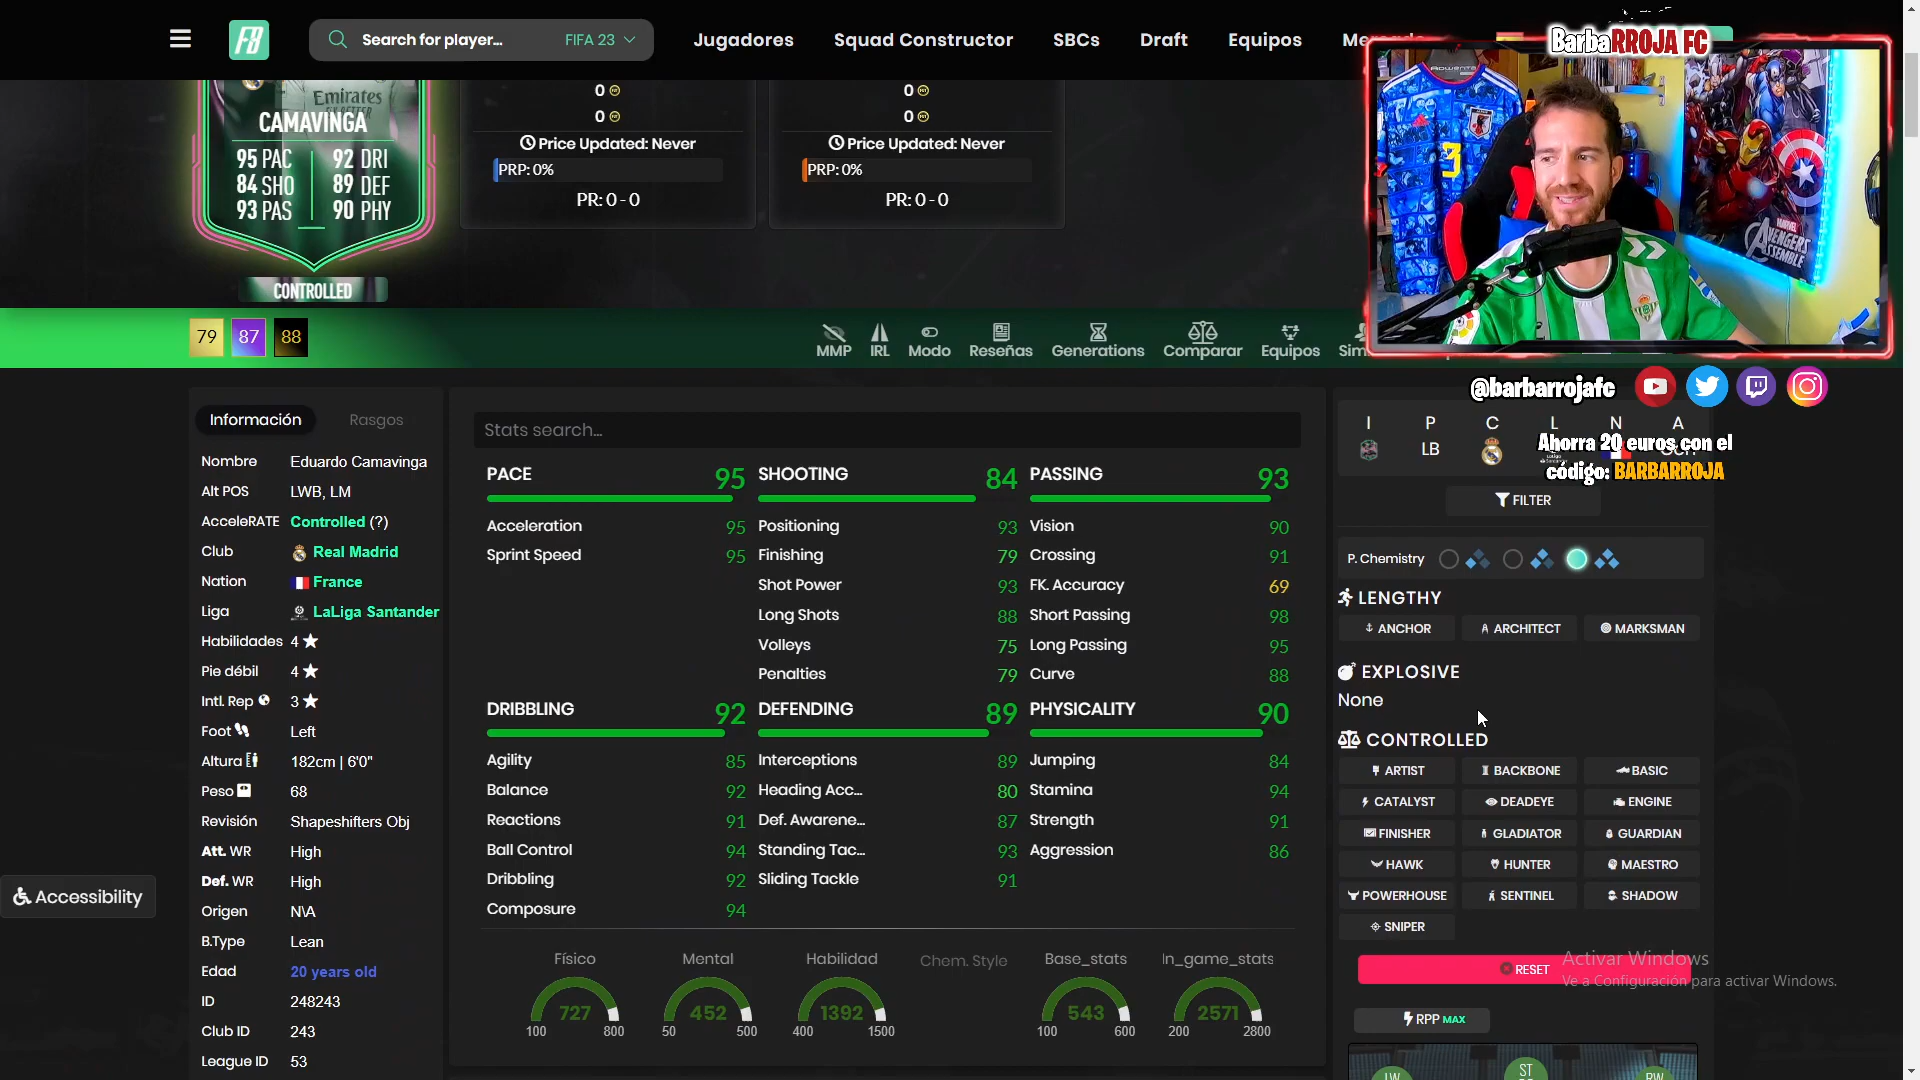 Search for player...
FIFA 23
Jugadores
Squad Constructor
SBCs
Draft
Equipos
BarbaRROJA FC
Emirates
CAMAVINGA
95 PAC 92 DRI
84 SHO 89 DEF
93 PAS 90 PHY
CONTROLLED
0
0
Price Updated: Never
PRP: 0%
PR: 0 - 0
0
0
Price Updated: Never
PRP: 0%
PR: 0 - 0
3
MARVEL
AVENGERS
ASSEMBLE
79 87 88
MMP
IRL
Modo
Reseñas
Generations
Comparar
Equipos
@barbarrojafc
Ahorra 20 euros con el
código: BARBARROJA
Información
Rasgos
Nombre Eduardo Camavinga
Alt POS LWB, LM
AcceleRATE Controlled (?)
Club Real Madrid
Nation France
Liga LaLiga Santander
Habilidades 4
Pie débil 4
Intl. Rep 3
Foot Left
Altura 182cm | 6'0"
Peso 68
Revisión Shapeshifters Obj
Att. WR High
Def. WR High
Origen N\A
B.Type Lean
Edad 20 years old
ID 248243
Club ID 243
League ID 53
Accessibility
Stats search...
PACE 95
Acceleration 95
Sprint Speed 95
SHOOTING 84
Positioning 93
Finishing 79
Shot Power 93
Long Shots 88
Volleys 75
Penalties 79
PASSING 93
Vision 90
Crossing 91
FK. Accuracy 69
Short Passing 98
Long Passing 95
Curve 88
DRIBBLING 92
Agility 85
Balance 92
Reactions 91
Ball Control 94
Dribbling 92
Composure 94
DEFENDING 89
Interceptions 89
Heading Acc... 80
Def. Awarene... 87
Standing Tac... 93
Sliding Tackle 91
PHYSICALITY 90
Jumping 84
Stamina 94
Strength 91
Aggression 86
Físico
727
100 800
Mental
452
50 500
Habilidad
1392
400 1500
Chem. Style
Base_stats
543
100 600
In_game_stats
2571
200 2800
I P C L N A
LB
FILTER
P. Chemistry
LENGTHY
ANCHOR ARCHITECT MARKSMAN
EXPLOSIVE
None
CONTROLLED
ARTIST BACKBONE BASIC
CATALYST DEADEYE ENGINE
FINISHER GLADIATOR GUARDIAN
HAWK HUNTER MAESTRO
POWERHOUSE SENTINEL SHADOW
SNIPER
RESET
Activar Windows
Ve a Configuración para activar Windows.
RPP MAX
LW ST RW